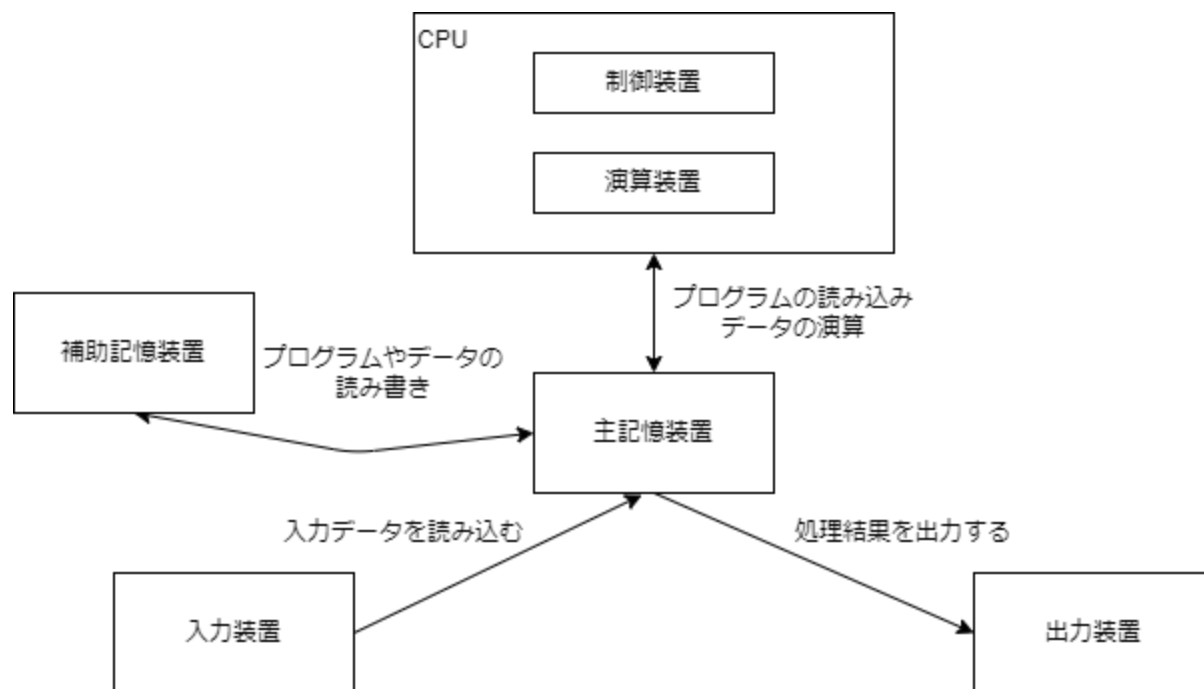 CPU
制御装置
演算装置
プログラムの読み込み
データの演算
補助記憶装置
プログラムやデータの
読み書き
主記憶装置
入力データを読み込む
処理結果を出力する
入力装置
出力装置